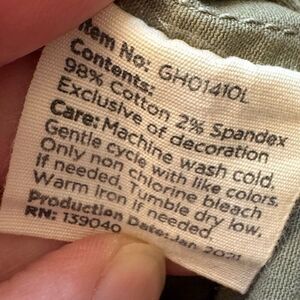 Item No: GH01410L
Contents:
98% Cotton 2% Spandex
Exclusive of decoration
Care: Machine wash cold.
Gentle cycle with like colors.
Only non chlorine bleach
If needed. Tumble dry low.
Warm iron if needed
Production Date: Jan 2021
RN: 139040